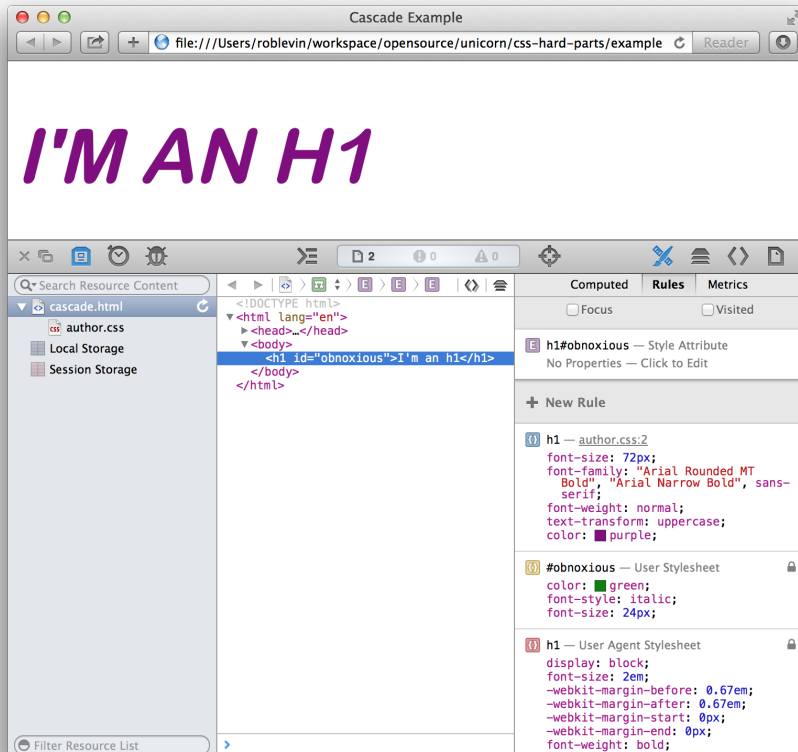 Cascade Example
file:///Users/roblevin/workspace/opensource/unicorn/css-hard-parts/example
Reader
I'M AN H1
2
0
0
Search Resource Content
cascade.html
author.css
Local Storage
Session Storage
Filter Resource List
<!DOCTYPE html>
<html lang="en">
<head>…</head>
<body>
<h1 id="obnoxious">I'm an h1</h1>
</body>
</html>
Computed
Rules
Metrics
Focus
Visited
h1#obnoxious — Style Attribute
No Properties — Click to Edit
New Rule
h1 — author.css:2
font-size: 72px;
font-family: "Arial Rounded MT
Bold", "Arial Narrow Bold", sans-
serif;
font-weight: normal;
text-transform: uppercase;
color: purple;
#obnoxious — User Stylesheet
color: green;
font-style: italic;
font-size: 24px;
h1 — User Agent Stylesheet
display: block;
font-size: 2em;
-webkit-margin-before: 0.67em;
-webkit-margin-after: 0.67em;
-webkit-margin-start: 0px;
-webkit-margin-end: 0px;
font-weight: bold;